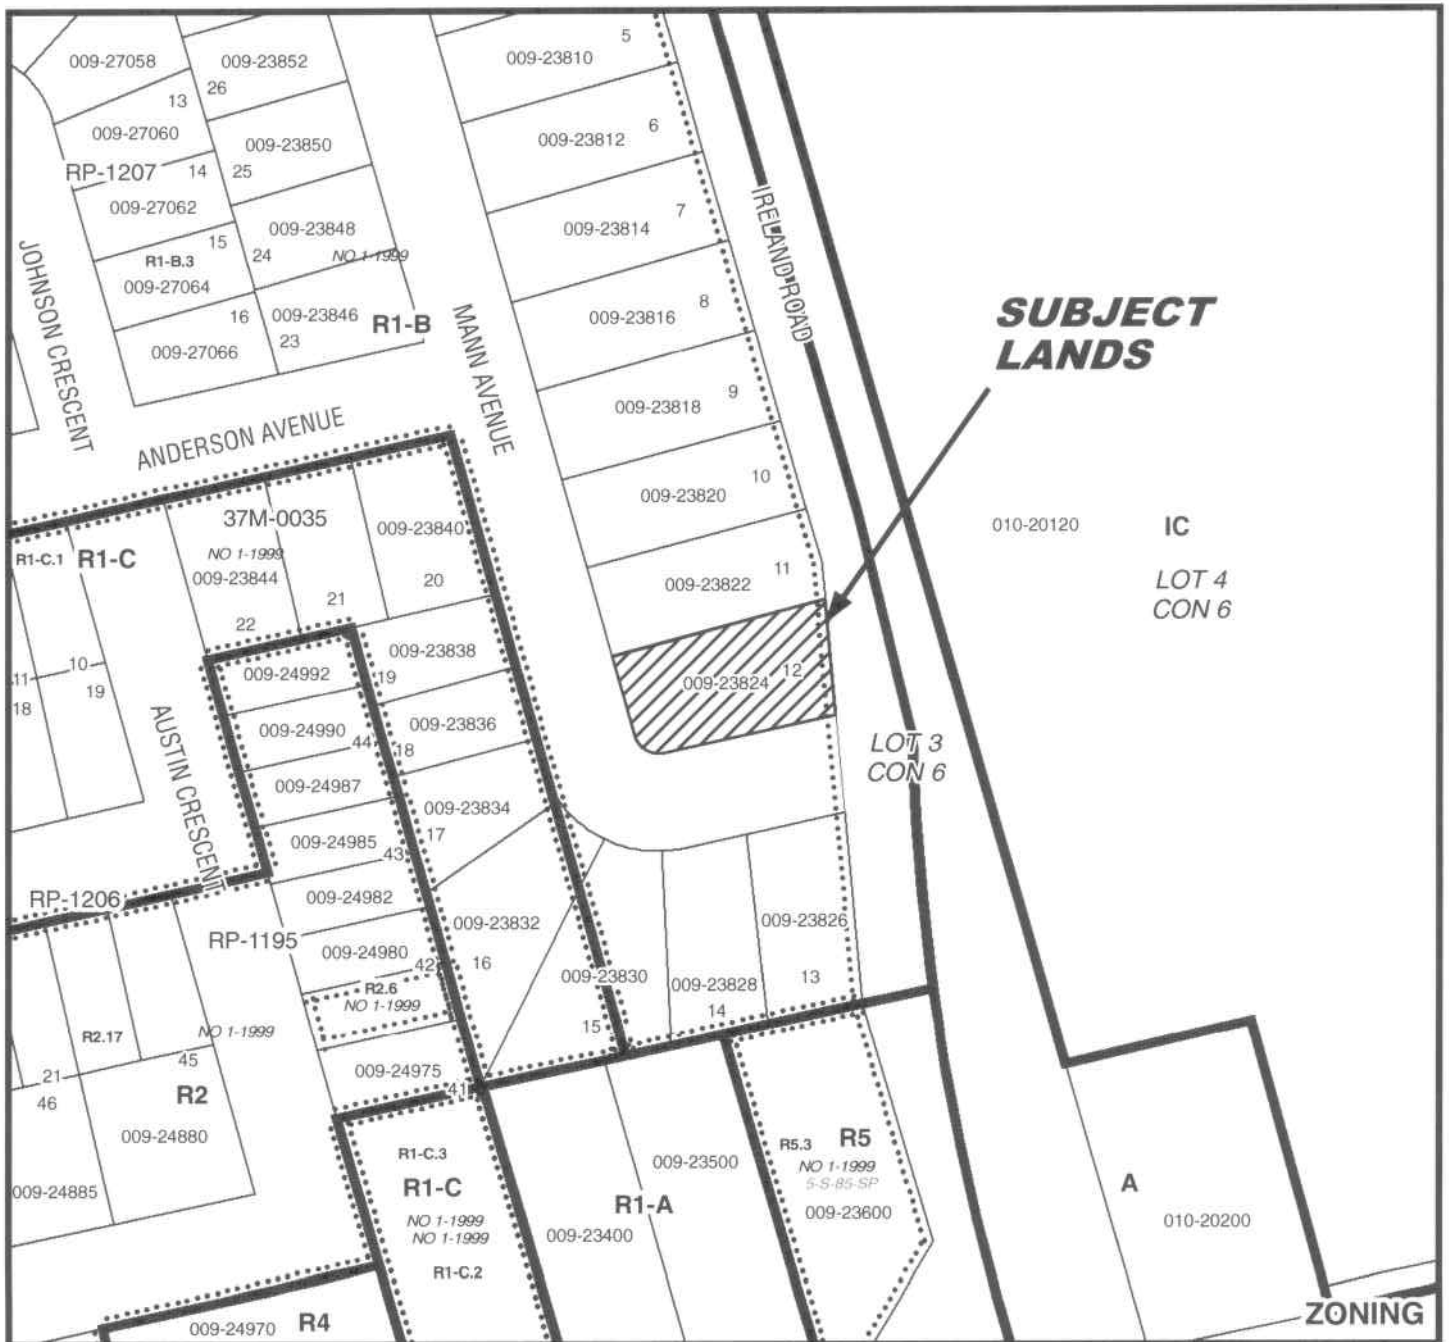 009-27058
009-23852
009-23810
5
13
26
009-27060
009-23850
009-23812
6
RP-1207
14
25
009-27062
009-23848
NO 1-1999
009-23814
7
15
24
R1-B.3
009-27064
16
009-23846
R1-B
23
009-27066
009-23816
8
JOHNSON CRESCENT
MANN AVENUE
IRELAND ROAD
SUBJECT
LANDS
ANDERSON AVENUE
009-23818
9
009-23820
10
009-23822
11
009-23824
12
010-20120
IC
LOT 4
CON 6
LOT 3
CON 6
R1-C.1
R1-C
37M-0035
NO 1-1999
009-23844
22
21
009-23840
20
009-23838
19
009-23836
18
009-23834
17
009-23832
16
009-23830
15
009-23828
14
009-23826
13
11
10
18
19
AUSTIN CRESCENT
009-24992
009-24990
44
009-24987
009-24985
43
009-24982
009-24980
42
R2.6
NO 1-1999
009-24975
41
RP-1206
RP-1195
R2.17
NO 1-1999
45
21
46
R2
009-24880
009-24885
R1-C.3
R1-C
NO 1-1999
NO 1-1999
R1-C.2
009-24970
R4
009-23400
R1-A
009-23500
R5.3
R5
NO 1-1999
5-S-85-SP
009-23600
A
010-20200
ZONING